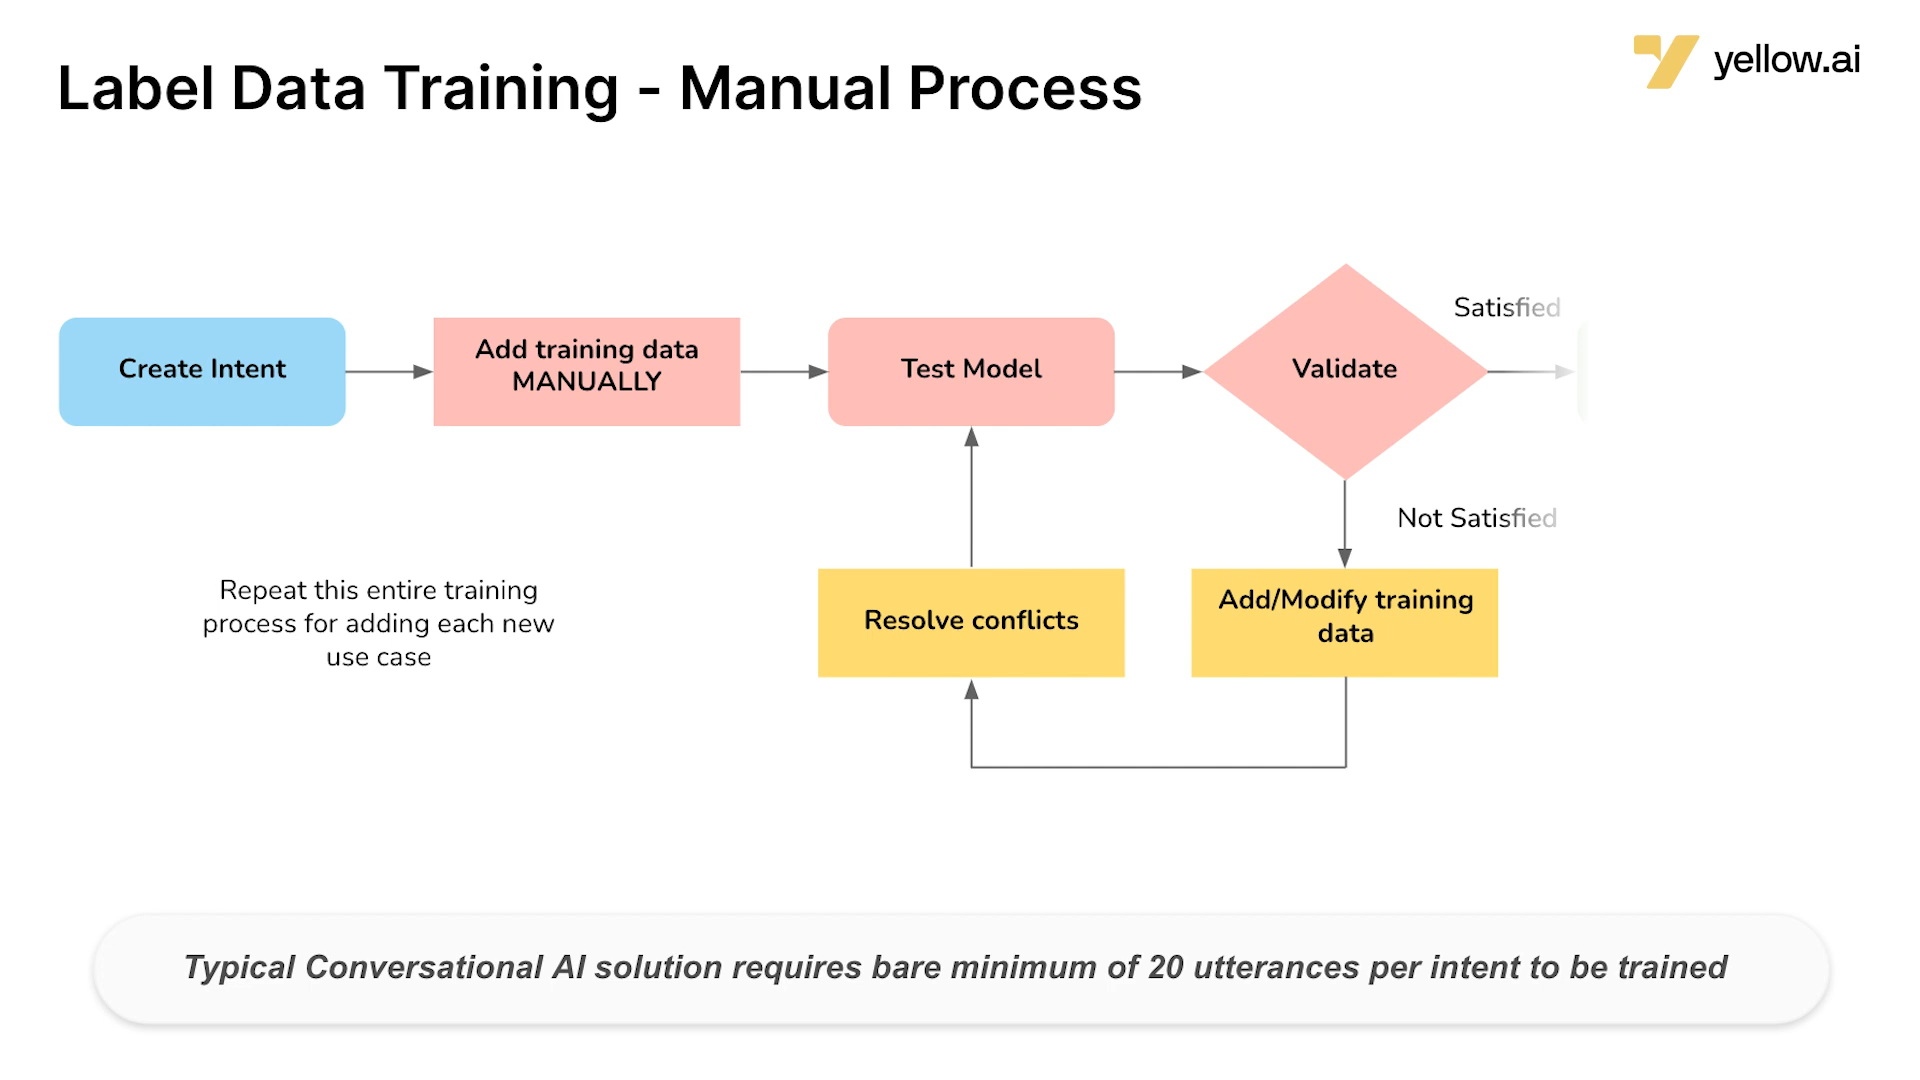 Label Data Training - Manual Process
yellow.ai
Create Intent
Add training data
MANUALLY
Test Model
Validate
Satisfied
Not Satisfied
Resolve conflicts
Add/Modify training
data
Repeat this entire training
process for adding each new
use case
Typical Conversational AI solution requires bare minimum of 20 utterances per intent to be trained